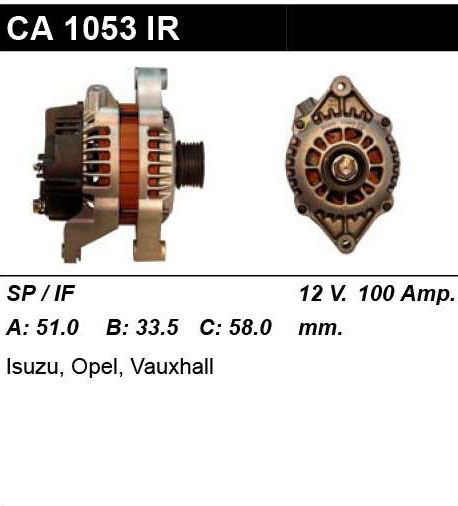 CA 1053 IR
SP / IF 12 V. 100 Amp.
A: 51.0 B: 33.5 C: 58.0 mm.
Isuzu, Opel, Vauxhall